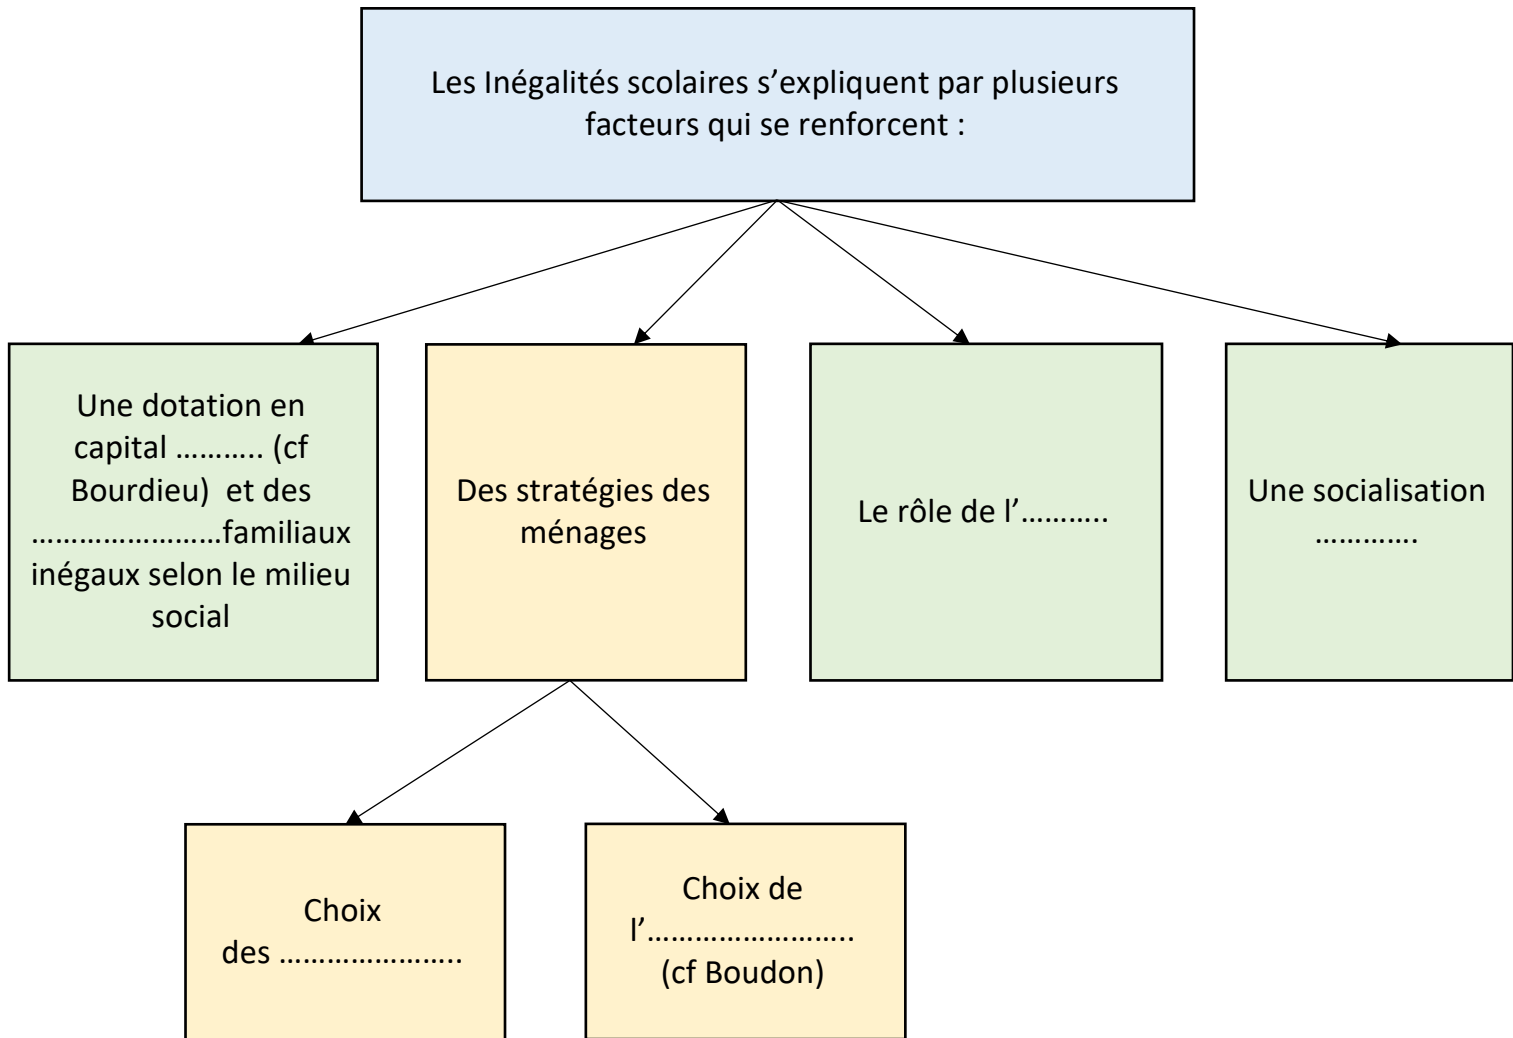 Les Inégalités scolaires s’expliquent par plusieurs
facteurs qui se renforcent :
Une dotation en
capital ……….. (cf
Bourdieu)  et des
……………………familiaux
inégaux selon le milieu
social
Des stratégies des
ménages
Le rôle de l’………..
Une socialisation
………….
Choix
des …………………..
Choix de
l’……………………..
(cf Boudon)